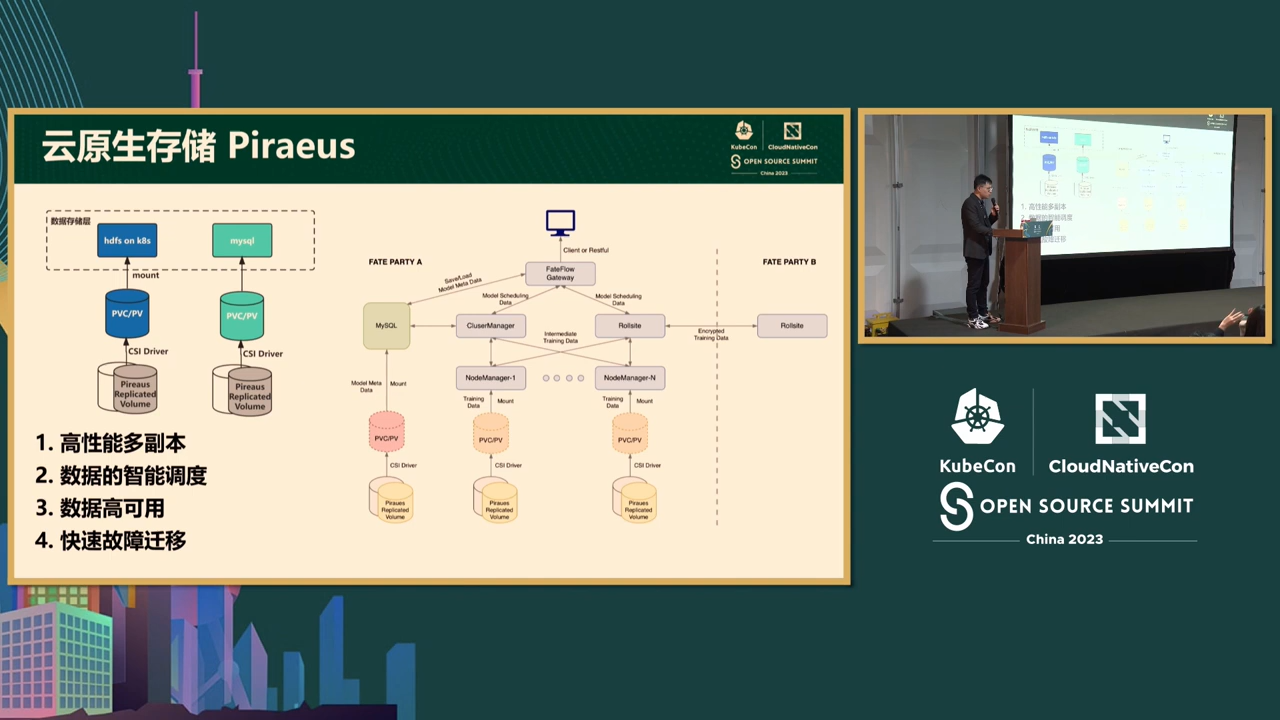 云原生存储 Piraeus
KubeCon
CloudNativeCon
OPEN SOURCE SUMMIT
China 2023
数据存储层
hdfs on k8s
mysql
mount
PVC/PV
PVC/PV
CSI Driver
CSI Driver
Pireaus
Replicated
Volume
Pireaus
Replicated
Volume
1. 高性能多副本
2. 数据的智能调度
3. 数据高可用
4. 快速故障迁移
FATE PARTY A
FATE PARTY B
Client or Restful
FateFlow
Gateway
Save/Load
Model Meta Data
Model Scheduling
Data
Model Scheduling
Data
MySQL
CluserManager
Rollsite
Rollsite
Intermediate
Training Data
Encrypted
Training Data
NodeManager-1
NodeManager-N
Model Meta
Data
Mount
Training
Data
Mount
Training
Data
Mount
PVC/PV
PVC/PV
PVC/PV
CSI Driver
CSI Driver
CSI Driver
Piraues
Replicated
Volume
Piraues
Replicated
Volume
Piraues
Replicated
Volume
1. 高性能多副本
KubeCon
CloudNativeCon
OPEN SOURCE SUMMIT
China 2023